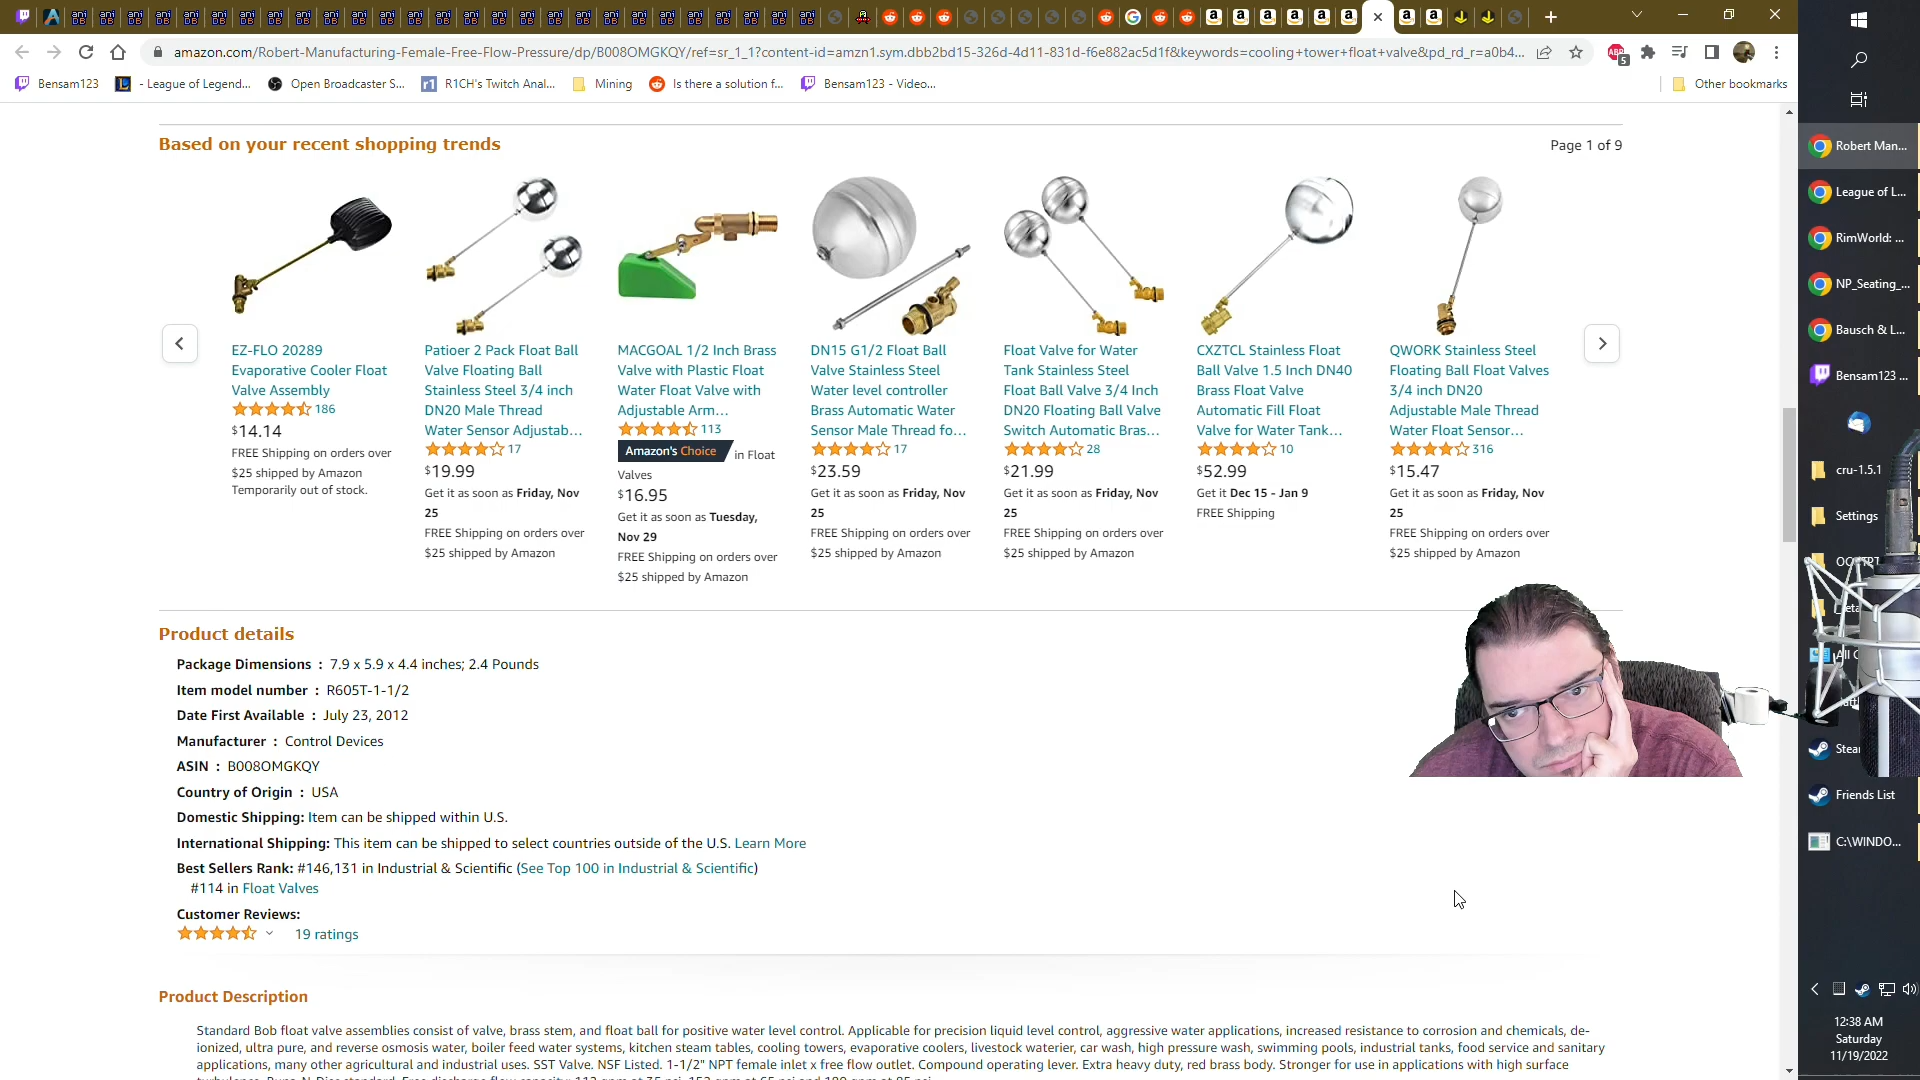 amazon.com/Robert-Manufacturing-Female-Free-Flow-Pressure/dp/B008OMGKQY/ref=sr_1_1?content-id=amzn1.sym.dbb2bd15-326d-4d11-831d-f6e882ac5d1f&keywords=cooling+tower+float+valve&pd_rd_r=a0b4...
Bensam123
- League of Legend...
Open Broadcaster S...
R1CH's Twitch Anal...
Mining
Is there a solution f...
Bensam123 - Video...
Other bookmarks
Based on your recent shopping trends
Page 1 of 9
EZ-FLO 20289
Evaporative Cooler Float
Valve Assembly
186
$14.14
FREE Shipping on orders over
$25 shipped by Amazon
Temporarily out of stock.
Patioer 2 Pack Float Ball
Valve Floating Ball
Stainless Steel 3/4 inch
DN20 Male Thread
Water Sensor Adjustab...
17
$19.99
Get it as soon as Friday, Nov
25
FREE Shipping on orders over
$25 shipped by Amazon
MACGOAL 1/2 Inch Brass
Valve with Plastic Float
Water Float Valve with
Adjustable Arm...
113
Amazon's Choice in Float
Valves
$16.95
Get it as soon as Tuesday,
Nov 29
FREE Shipping on orders over
$25 shipped by Amazon
DN15 G1/2 Float Ball
Valve Stainless Steel
Water level controller
Brass Automatic Water
Sensor Male Thread fo...
17
$23.59
Get it as soon as Friday, Nov
25
FREE Shipping on orders over
$25 shipped by Amazon
Float Valve for Water
Tank Stainless Steel
Float Ball Valve 3/4 Inch
DN20 Floating Ball Valve
Switch Automatic Bras...
28
$21.99
Get it as soon as Friday, Nov
25
FREE Shipping on orders over
$25 shipped by Amazon
CXZTCL Stainless Float
Ball Valve 1.5 Inch DN40
Brass Float Valve
Automatic Fill Float
Valve for Water Tank...
10
$52.99
Get it Dec 15 - Jan 9
FREE Shipping
QWORK Stainless Steel
Floating Ball Float Valves
3/4 inch DN20
Adjustable Male Thread
Water Float Sensor...
316
$15.47
Get it as soon as Friday, Nov
25
FREE Shipping on orders over
$25 shipped by Amazon
Product details
Package Dimensions : 7.9 x 5.9 x 4.4 inches; 2.4 Pounds
Item model number : R605T-1-1/2
Date First Available : July 23, 2012
Manufacturer : Control Devices
ASIN : B008OMGKQY
Country of Origin : USA
Domestic Shipping: Item can be shipped within U.S.
International Shipping: This item can be shipped to select countries outside of the U.S. Learn More
Best Sellers Rank: #146,131 in Industrial & Scientific (See Top 100 in Industrial & Scientific)
#114 in Float Valves
Customer Reviews:
19 ratings
Product Description
Standard Bob float valve assemblies consist of valve, brass stem, and float ball for positive water level control. Applicable for precision liquid level control, aggressive water applications, increased resistance to corrosion and chemicals, de-
ionized, ultra pure, and reverse osmosis water, boiler feed water systems, kitchen steam tables, cooling towers, evaporative coolers, livestock waterier, car wash, high pressure wash, swimming pools, industrial tanks, food service and sanitary
applications, many other agricultural and industrial uses. SST Valve. NSF Listed. 1-1/2" NPT female inlet x free flow outlet. Compound operating lever. Extra heavy duty, red brass body. Stronger for use in applications with high surface
Robert Man...
League of L...
RimWorld: ...
NP_Seating_...
Bausch & L...
Bensam123 ...
cru-1.5.1
Settings
Friends List
C:\WINDO...
12:38 AM
Saturday
11/19/2022